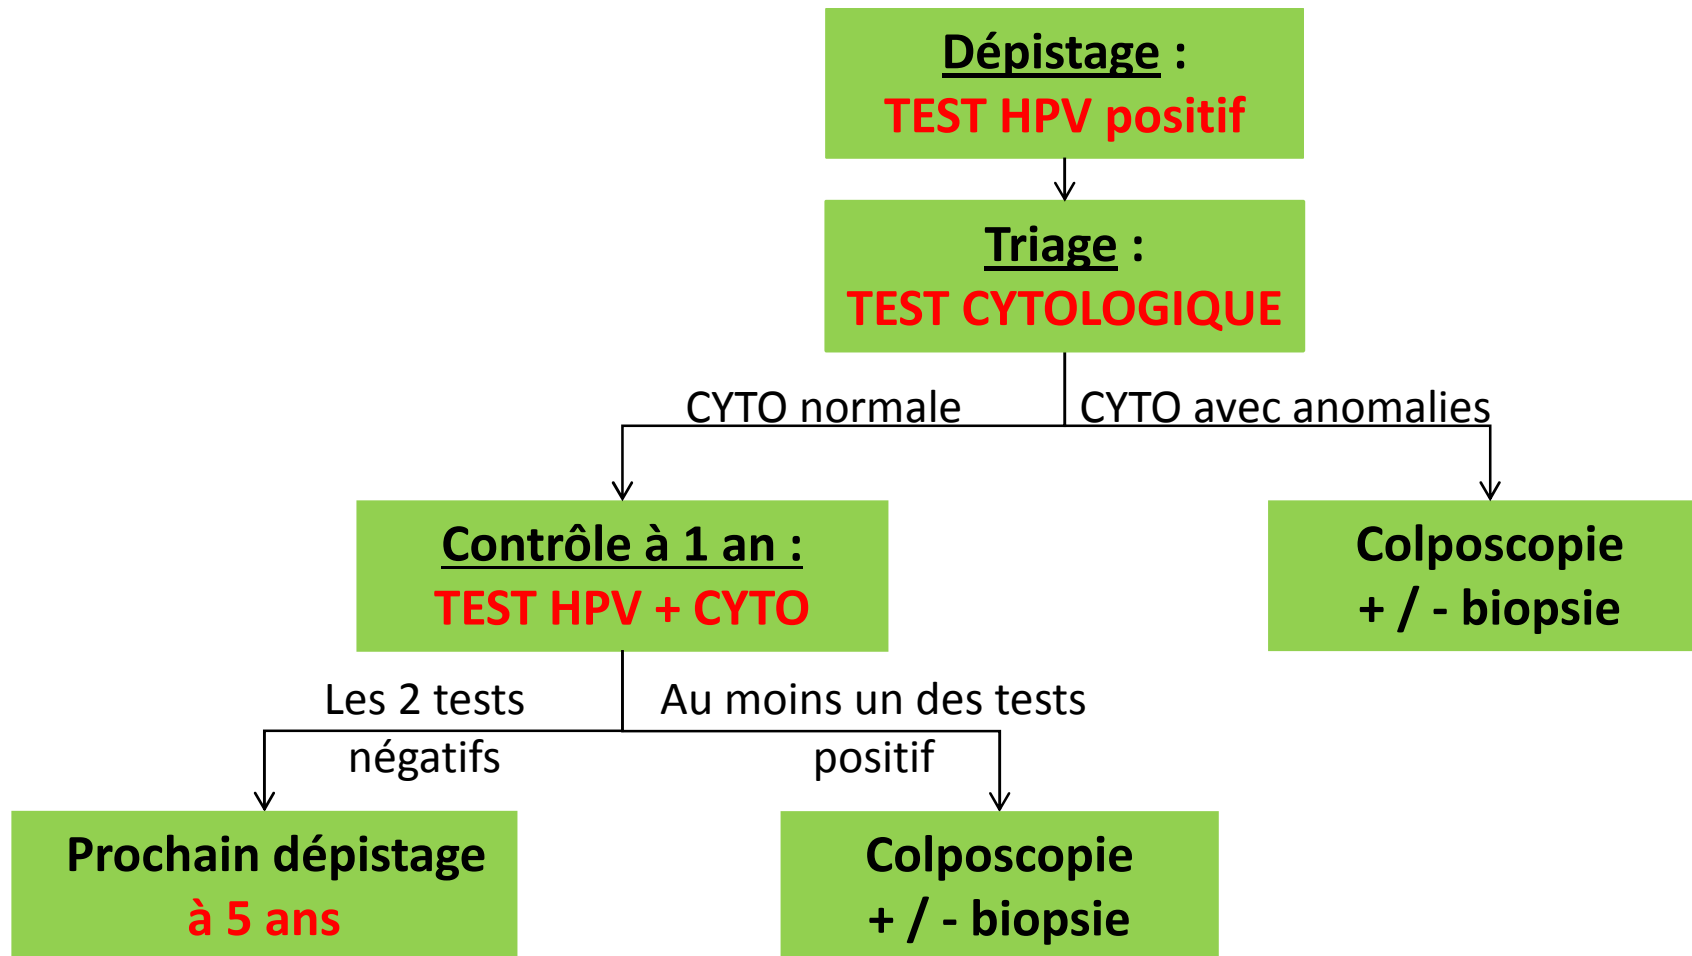 Dépistage :
TEST HPV positif
Triage :
TEST CYTOLOGIQUE
CYTO normale
CYTO avec anomalies
Contrôle à 1 an :
TEST HPV + CYTO
Colposcopie
+ / - biopsie
Les 2 tests
négatifs
Au moins un des tests
positif
Prochain dépistage
à 5 ans
Colposcopie
+ / - biopsie